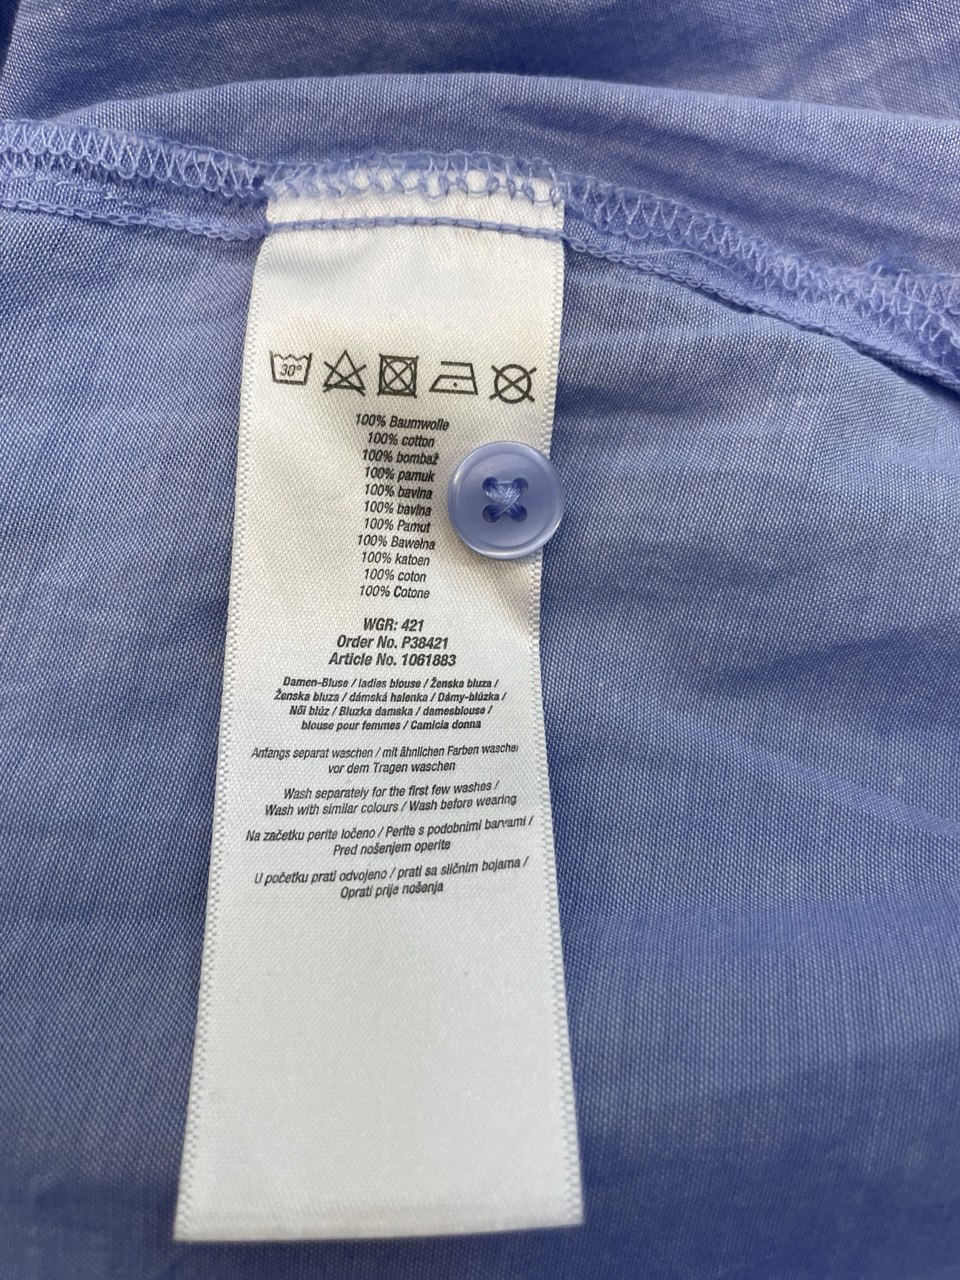 30°
100% Baumwolle
100% cotton
100% bombaž
100% pamuk
100% bavlna
100% bavlna
100% Pamut
100% Bawełna
100% katoen
100% coton
100% Cotone
WGR: 421
Order No. P38421
Article No. 1061883
Damen-Bluse / ladies blouse / Ženska bluza /
Ženska bluza / dámská halenka / Dámy-blúzka /
Női blúz / Bluzka damska / damesblouse /
blouse pour femmes / Camicia donna
Anfangs separat waschen / mit ähnlichen Farben wasche
vor dem Tragen waschen
Wash separately for the first few washes /
Wash with similar colours / Wash before wearing
Na začetku perite ločeno / Perite s podobnimi barvami /
Pred nošenjem operite
U početku prati odvojeno / prati sa sličnim bojama /
Oprati prije nošenja